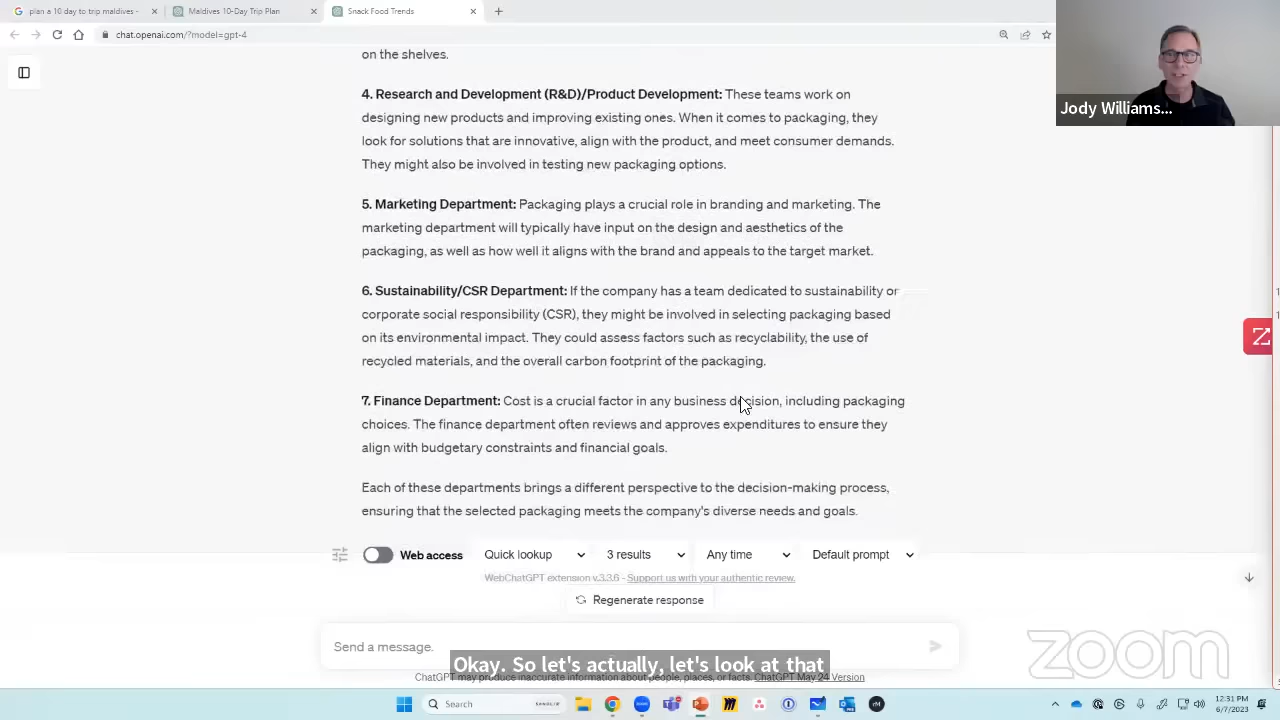 plan a 10 day trip to maldives -
Maldives 10-Day Trip Plan
Snack Food Trends
chat.openai.com/?model=gpt-4
Jody Williams...
on the shelves.
4. Research and Development (R&D)/Product Development: These teams work on
designing new products and improving existing ones. When it comes to packaging, they
look for solutions that are innovative, align with the product, and meet consumer demands.
They might also be involved in testing new packaging options.
5. Marketing Department: Packaging plays a crucial role in branding and marketing. The
marketing department will typically have input on the design and aesthetics of the
packaging, as well as how well it aligns with the brand and appeals to the target market.
6. Sustainability/CSR Department: If the company has a team dedicated to sustainability or
corporate social responsibility (CSR), they might be involved in selecting packaging based
on its environmental impact. They could assess factors such as recyclability, the use of
recycled materials, and the overall carbon footprint of the packaging.
7. Finance Department: Cost is a crucial factor in any business decision, including packaging
choices. The finance department often reviews and approves expenditures to ensure they
align with budgetary constraints and financial goals.
Each of these departments brings a different perspective to the decision-making process,
ensuring that the selected packaging meets the company's diverse needs and goals.
Web access Quick lookup 3 results Any time Default prompt
WebChatGPT extension v.3.3.6 - Support us with your authentic review.
Regenerate response
Send a message.
zoom
Okay. So let's actually, let's look at that
ChatGPT may produce inaccurate information about people, places, or facts. ChatGPT May 24 Version
Search
12:31 PM
6/7/2023